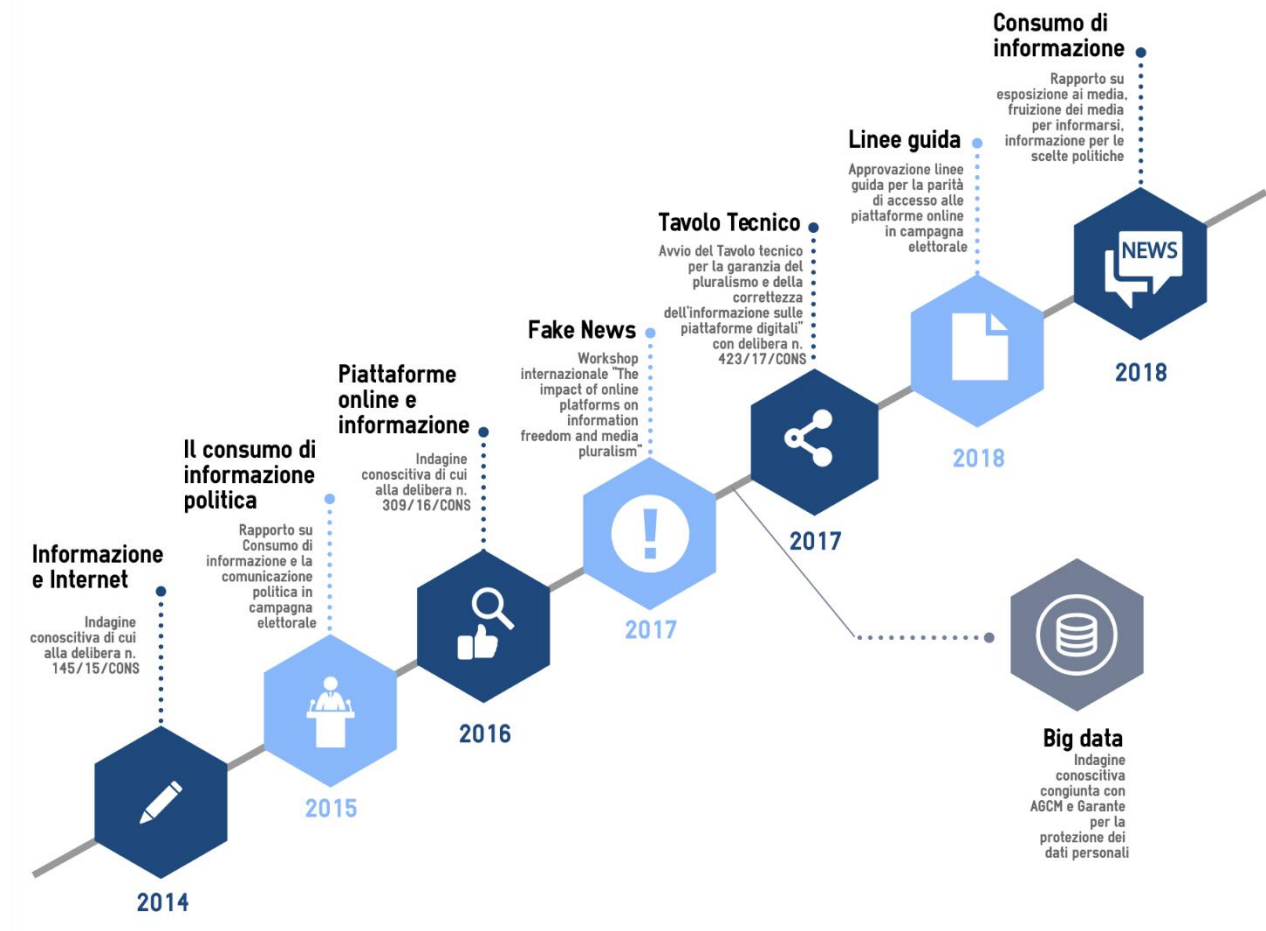 Informazione
e Internet
Indagine
conoscitiva di cui
alla delibera n.
145/15/CONS
2014
Il consumo di
informazione
politica
Rapporto su
Consumo di
informazione e la
comunicazione
politica in
campagna
elettorale
2015
Piattaforme
online e
informazione
Indagine
conoscitiva di cui
alla delibera n.
309/16/CONS
2016
Fake News
Workshop
internazionale "The
impact of online
platforms on
information
freedom and media
pluralism"
2017
Tavolo Tecnico
Avvio del Tavolo tecnico
per la garanzia del
pluralismo e della
correttezza
dell'informazione sulle
piattaforme digitali"
con delibera n.
423/17/CONS
2017
Linee guida
Approvazione linee
guida per la parità
di accesso alle
piattaforme online
in campagna
elettorale
2018
Consumo di
informazione
Rapporto su
esposizione ai media,
fruizione dei media
per informarsi,
informazione per le
scelte politiche
NEWS
2018
Big data
Indagine
conoscitiva
congiunta con
AGCM e Garante
per la
protezione dei
dati personali